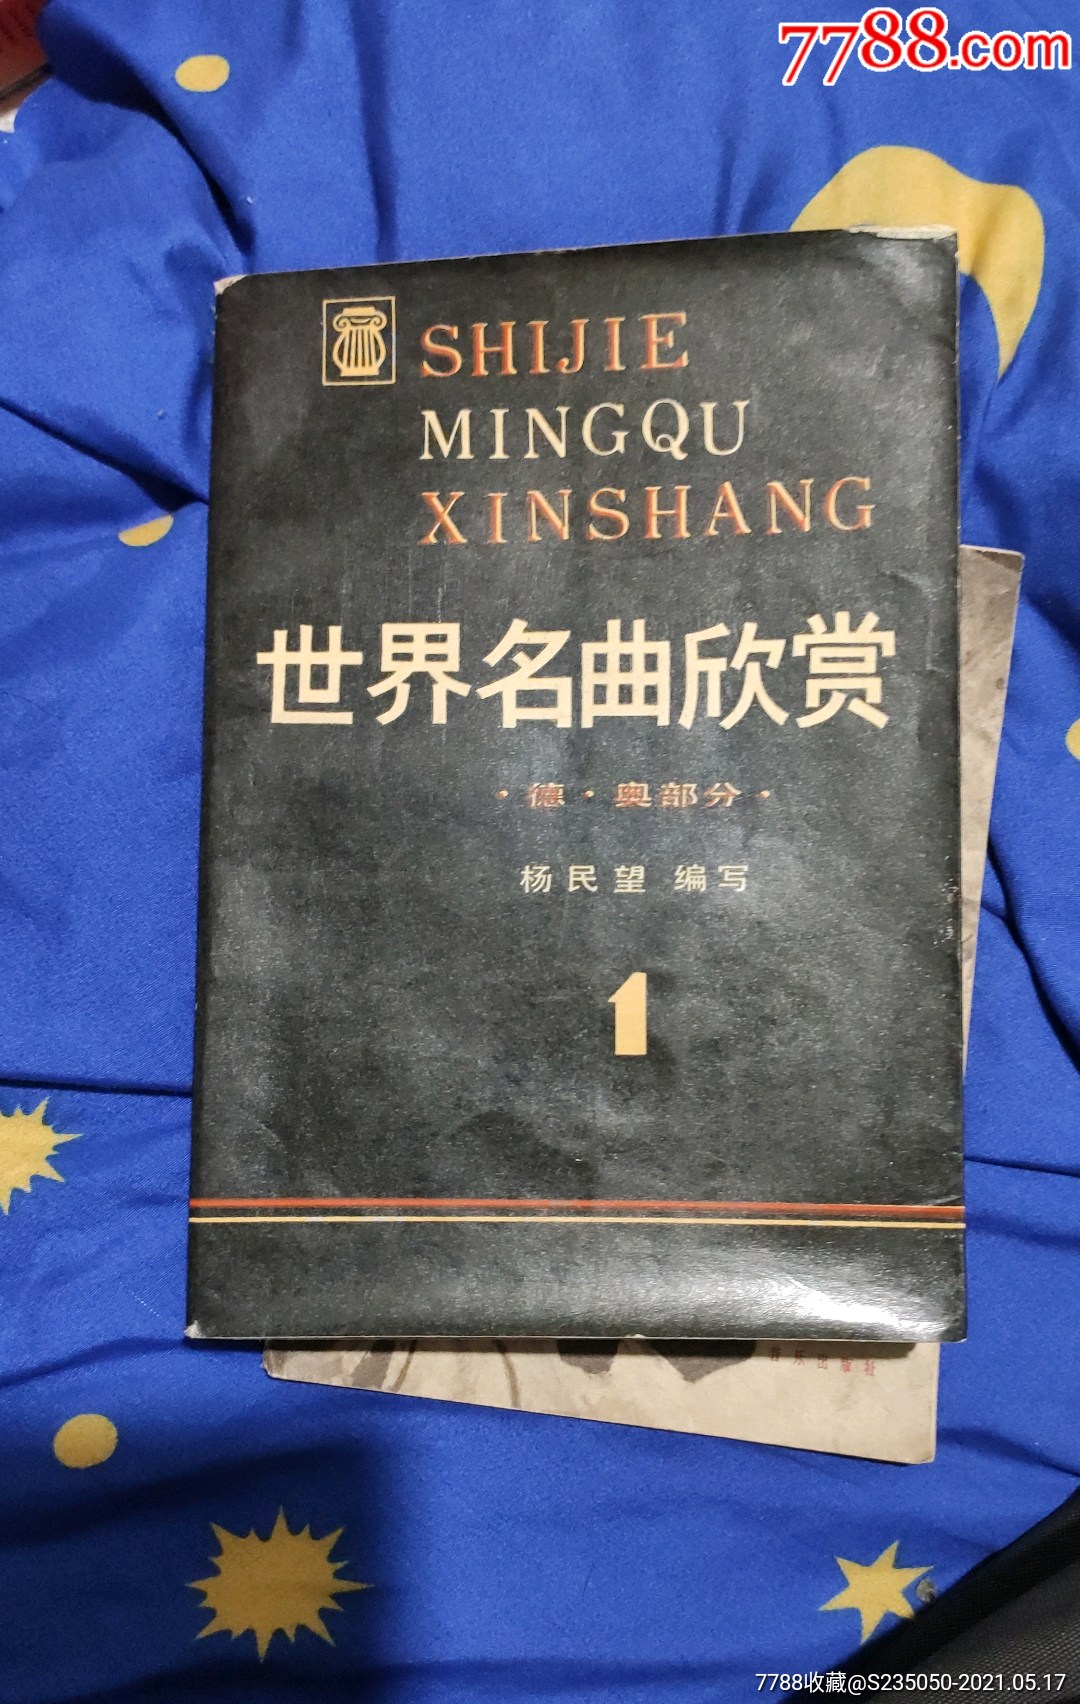 7788.com
SHIJIE
MINGQU
XINSHANG
世界名曲欣赏
·德·奥部分·
杨民望 编写
1
音乐出版社
7788收藏@S235050-2021.05.17